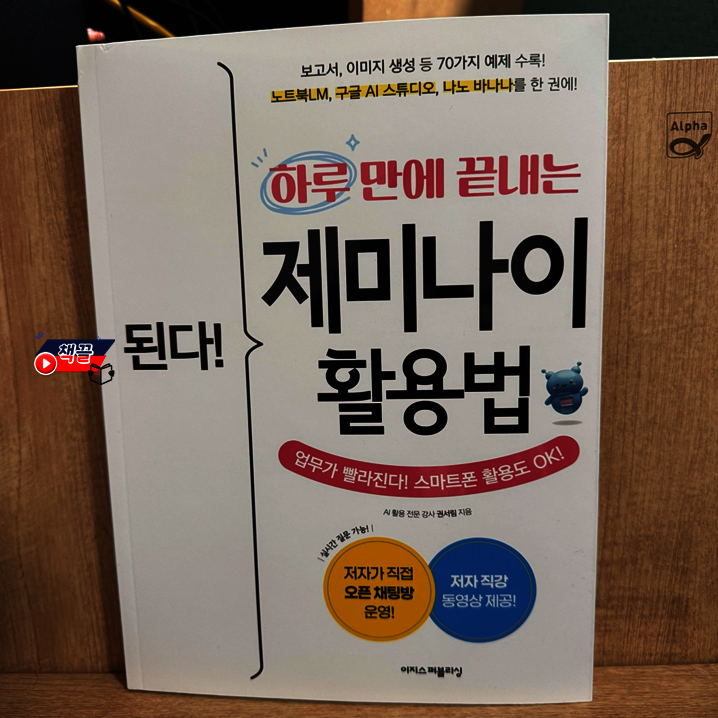 보고서, 이미지 생성 등 70가지 예제 수록!
노트북LM, 구글 AI 스튜디오, 나노 바나나를 한 권에!
하루 만에 끝내는
제미나이
활용법
된다!
업무가 빨라진다! 스마트폰 활용도 OK!
AI 활용 전문 강사 권서림 지음
실시간 질문 가능!
저자가 직접
오픈 채팅방
운영!
저자 직강
동영상 제공!
이지스퍼블리싱
책끌
Alpha